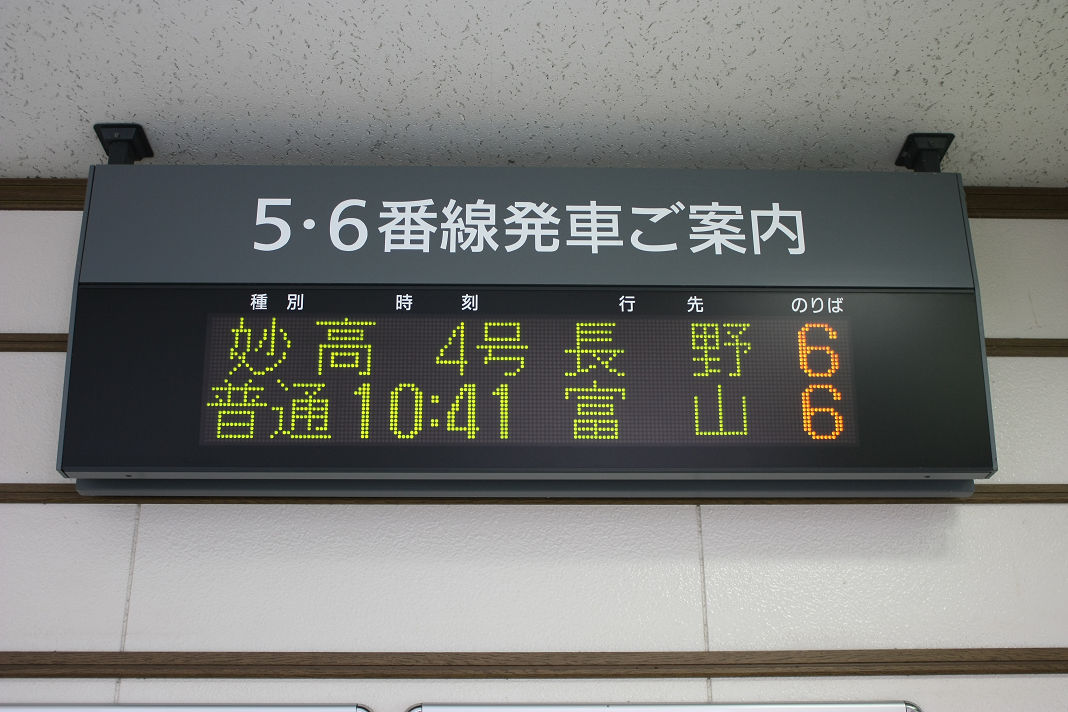 5・6番線発車ご案内
種別 時刻 行先 のりば
妙高 4号 長野 6
普通 10:41 富山 6